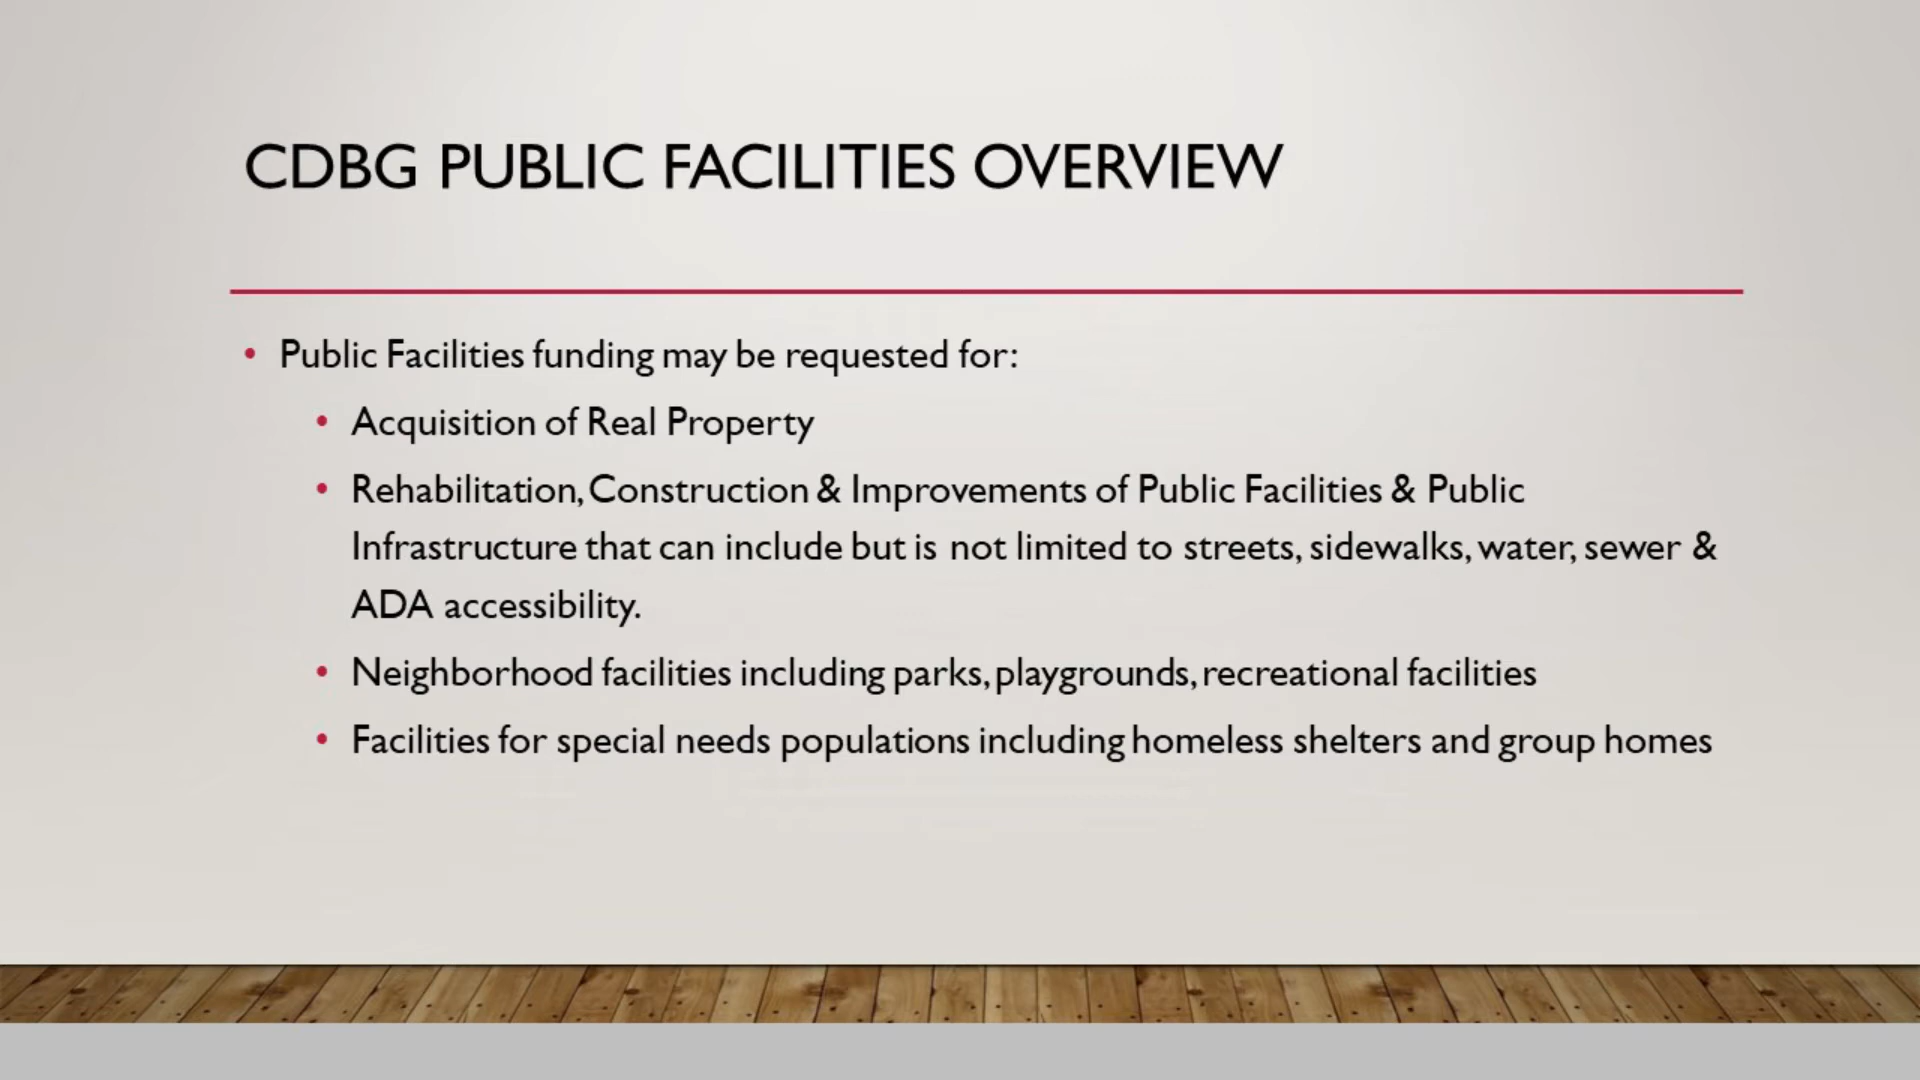 CDBG PUBLIC FACILITIES OVERVIEW
• Public Facilities funding may be requested for:
• Acquisition of Real Property
• Rehabilitation, Construction & Improvements of Public Facilities & Public
Infrastructure that can include but is not limited to streets, sidewalks, water, sewer &
ADA accessibility.
• Neighborhood facilities including parks, playgrounds, recreational facilities
• Facilities for special needs populations including homeless shelters and group homes